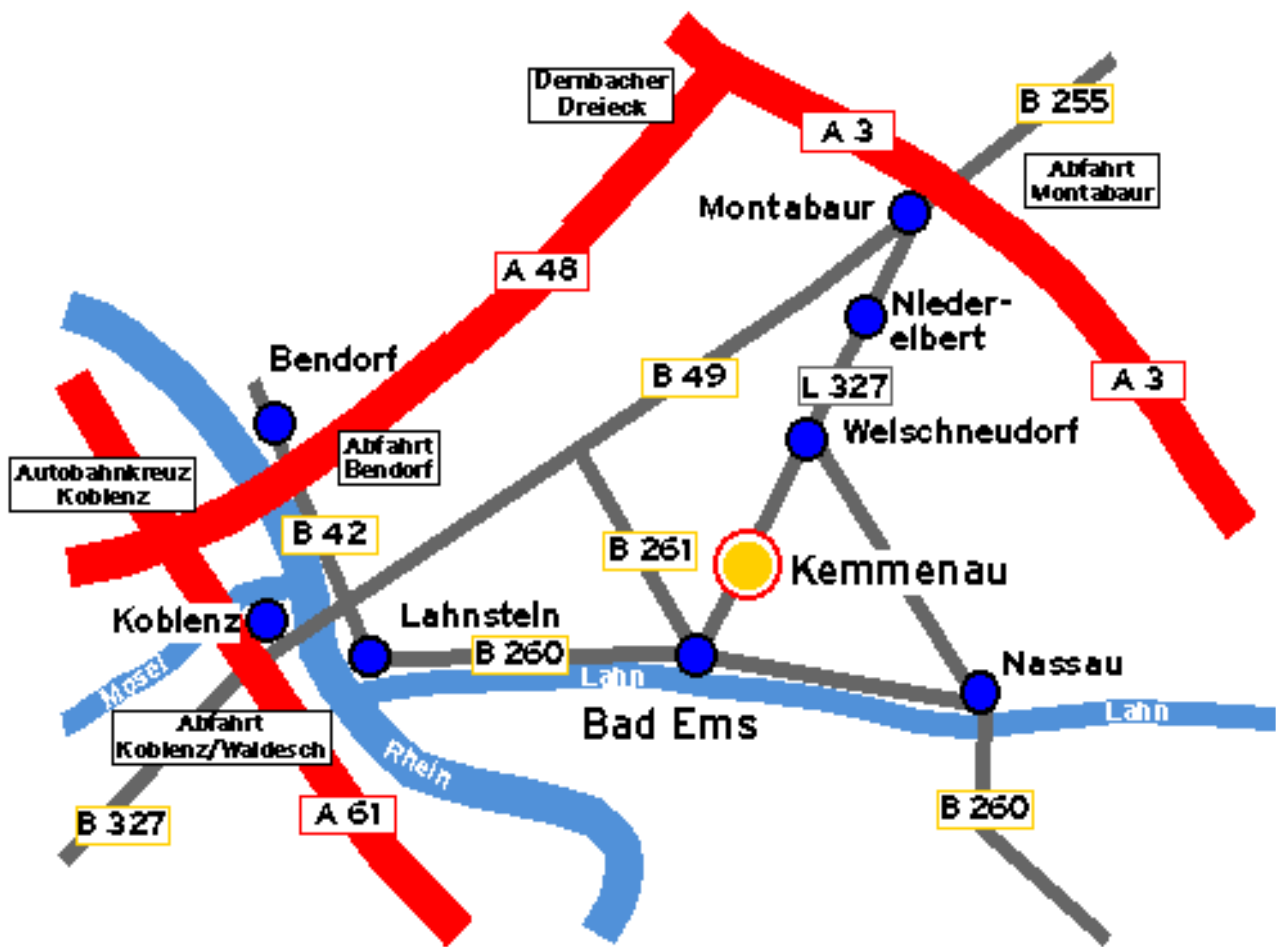 Dernbacher
Dreieck
B 255
A 3
Abfahrt
Montabaur
Montabaur
A 48
NIeder-
elbert
Bendorf
B 49
L 327
A 3
Welschneudorf
Abfahrt
Bendorf
Autobahnkreuz
Koblenz
B 42
B 261
Kemmenau
Koblenz
Lahnstein
B 260
Nassau
Mosel
Lahn
Lahn
Bad Ems
Abfahrt
Koblenz/Waldesch
Rhein
B 327
A 61
B 260